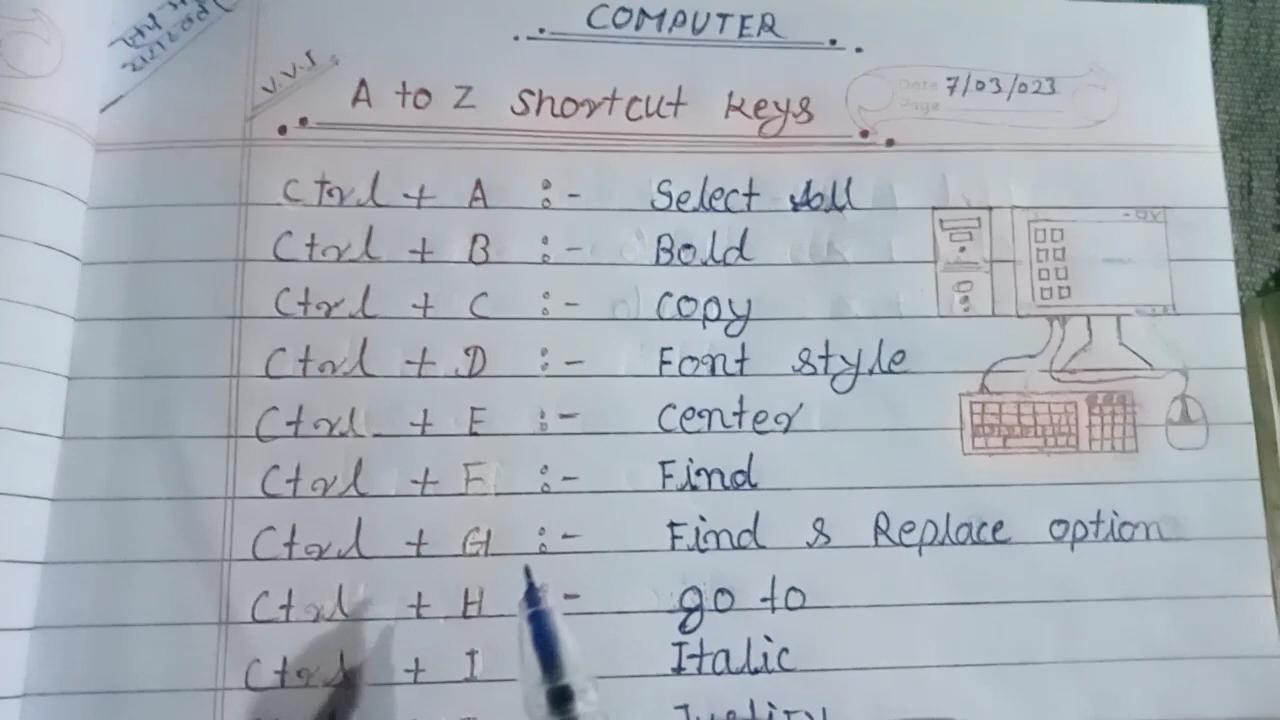 COMPUTER
V.V.I
A to Z Shortcut keys
Date 7/03/023
Page
Ctrl + A :- Select All
Ctrl + B :- Bold
Ctrl + C :- Copy
Ctrl + D :- Font style
Ctrl + E :- Center
Ctrl + F :- Find
Ctrl + G :- Find & Replace option
Ctrl + H :- go to
Ctrl + I :- Italic